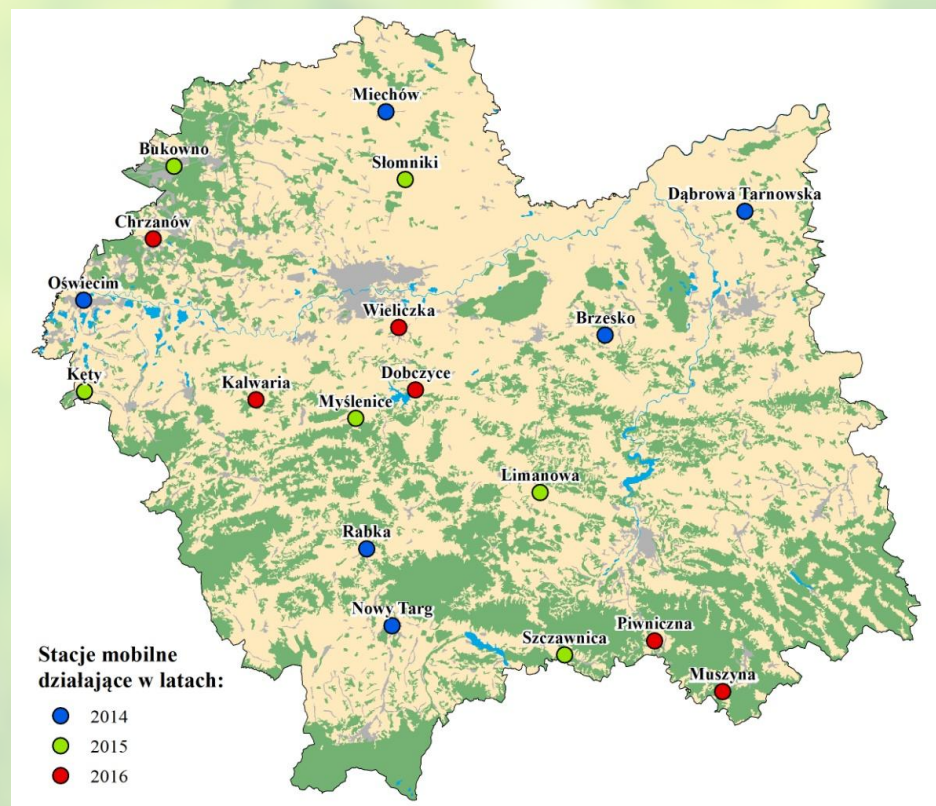 Miechów
Bukowno
Słomniki
Dąbrowa Tarnowska
Chrzanów
Oświecim
Wieliczka
Brzesko
Kęty
Kalwaria
Dobczyce
Myślenice
Limanowa
Rabka
Nowy Targ
Szczawnica
Piwniczna
Muszyna
Stacje mobilne
działające w latach:
2014
2015
2016